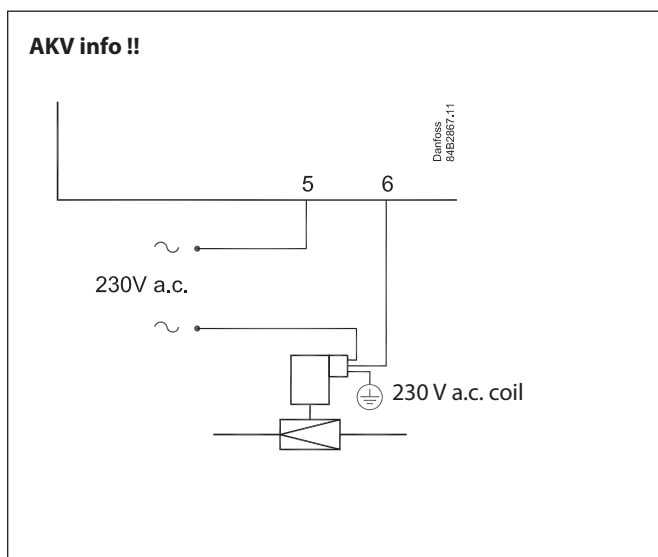 AKV info !!
Danfoss
84B2867.11
5 6
230V a.c.
230 V a.c. coil